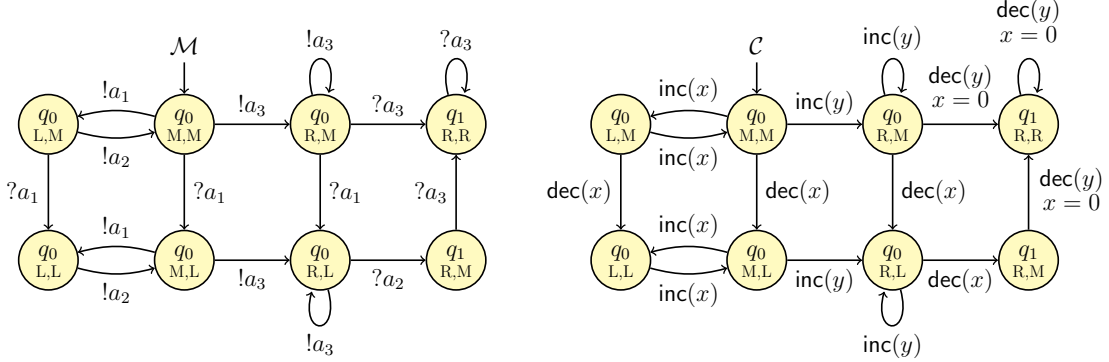 𝓜
!a₁
!a₂
!a₃
!a₃
?a₃
?a₃
q₀
L,M
q₀
M,M
q₀
R,M
q₁
R,R
?a₁
?a₁
?a₁
?a₃
!a₁
!a₂
!a₃
?a₂
!a₃
q₀
L,L
q₀
M,L
q₀
R,L
q₁
R,M
𝓒
inc(x)
inc(x)
inc(y)
inc(y)
dec(y)
x = 0
dec(y)
x = 0
q₀
L,M
q₀
M,M
q₀
R,M
q₁
R,R
dec(x)
dec(x)
dec(x)
dec(y)
x = 0
inc(x)
inc(x)
inc(y)
dec(x)
inc(y)
q₀
L,L
q₀
M,L
q₀
R,L
q₁
R,M